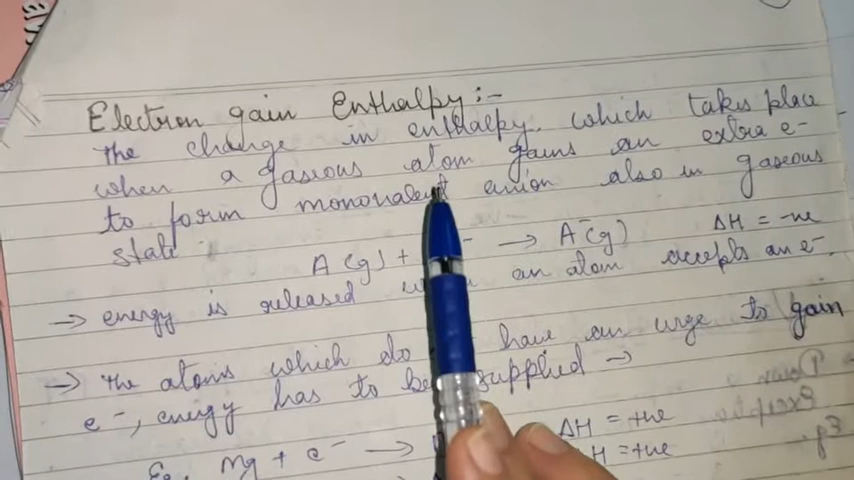 Electron gain Enthalpy :-
The change in enthalpy. which takes place
when a gaseous atom gains an extra e-
to form monovalent anion also in gaseous
state
A(g) + - → A-(g) ΔH = -ve
→ energy is released an atom accepts an e-.
→ The atoms which do have an urge to gain
e-, energy has to be supplied →
Eg. Mg + e- → ΔH = +ve
H = +ve